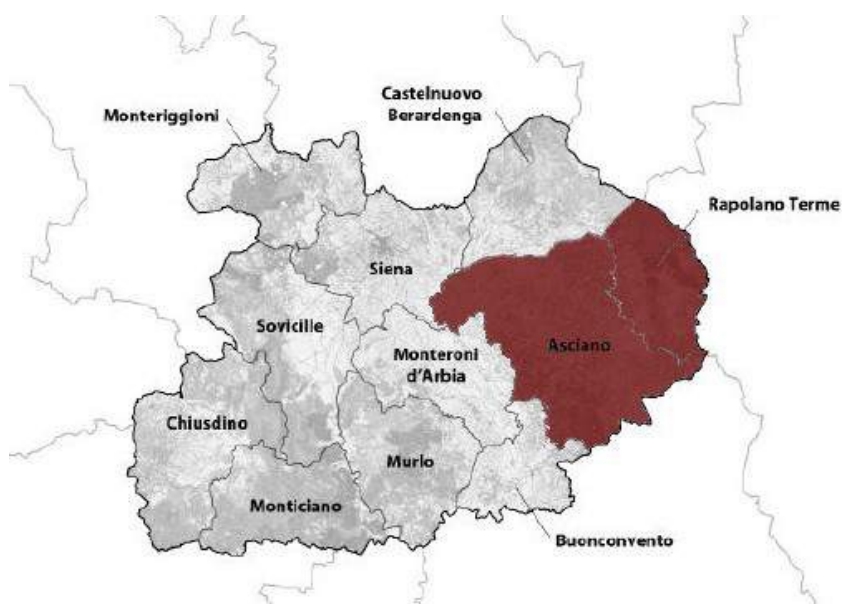 Castelnuovo
Berardenga
Monteriggioni
Rapolano Terme
Siena
Sovicille
Asciano
Monteroni
d'Arbia
Chiusdino
Murlo
Monticiano
Buonconvento